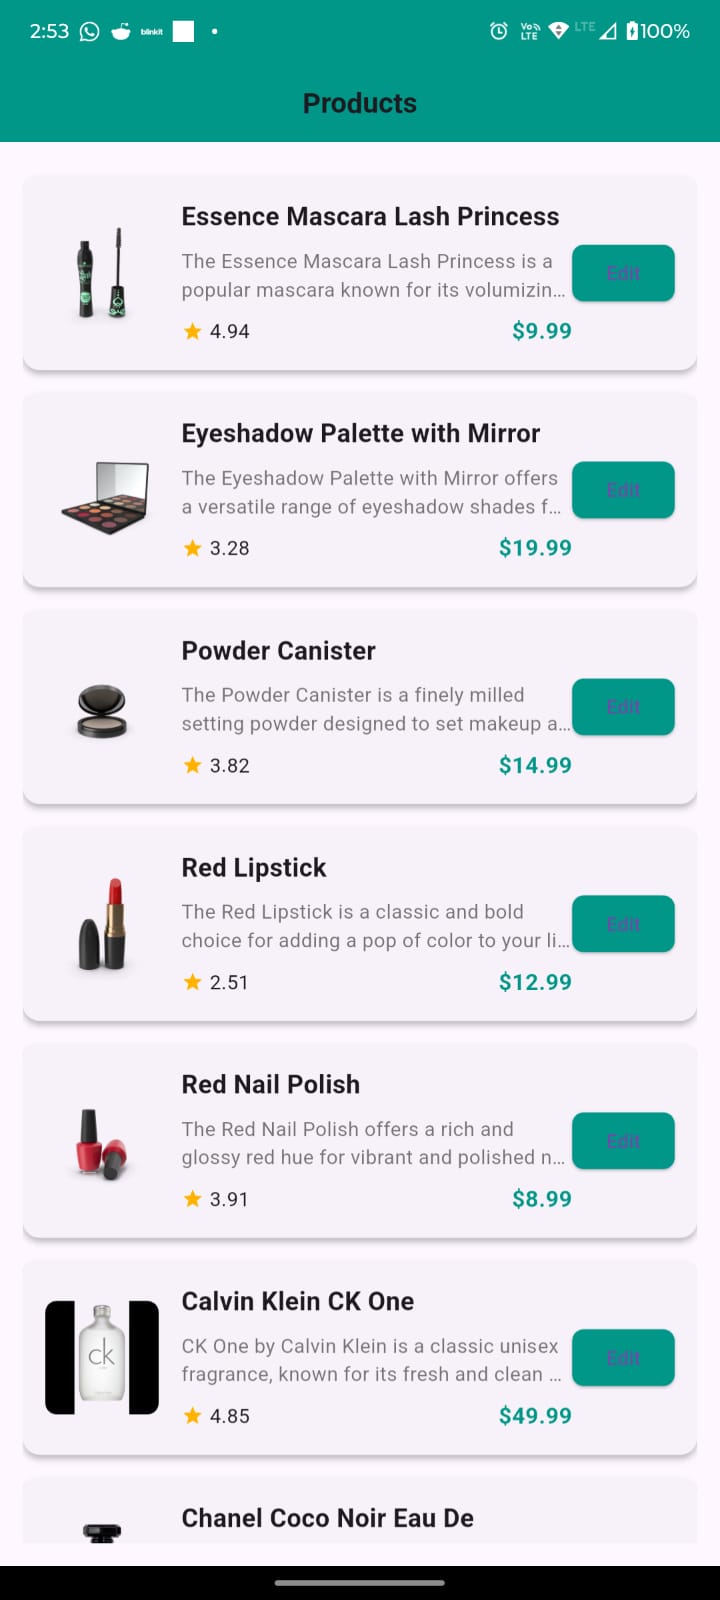 2:53 blinkit Vo LTE LTE 100%
Products
Essence Mascara Lash Princess
The Essence Mascara Lash Princess is a
popular mascara known for its volumizin...
Edit
4.94 $9.99
Eyeshadow Palette with Mirror
The Eyeshadow Palette with Mirror offers
a versatile range of eyeshadow shades f...
Edit
3.28 $19.99
Powder Canister
The Powder Canister is a finely milled
setting powder designed to set makeup a...
Edit
3.82 $14.99
Red Lipstick
The Red Lipstick is a classic and bold
choice for adding a pop of color to your li...
Edit
2.51 $12.99
Red Nail Polish
The Red Nail Polish offers a rich and
glossy red hue for vibrant and polished n...
Edit
3.91 $8.99
Calvin Klein CK One
ck
CK One by Calvin Klein is a classic unisex
fragrance, known for its fresh and clean ...
Edit
4.85 $49.99
Chanel Coco Noir Eau De